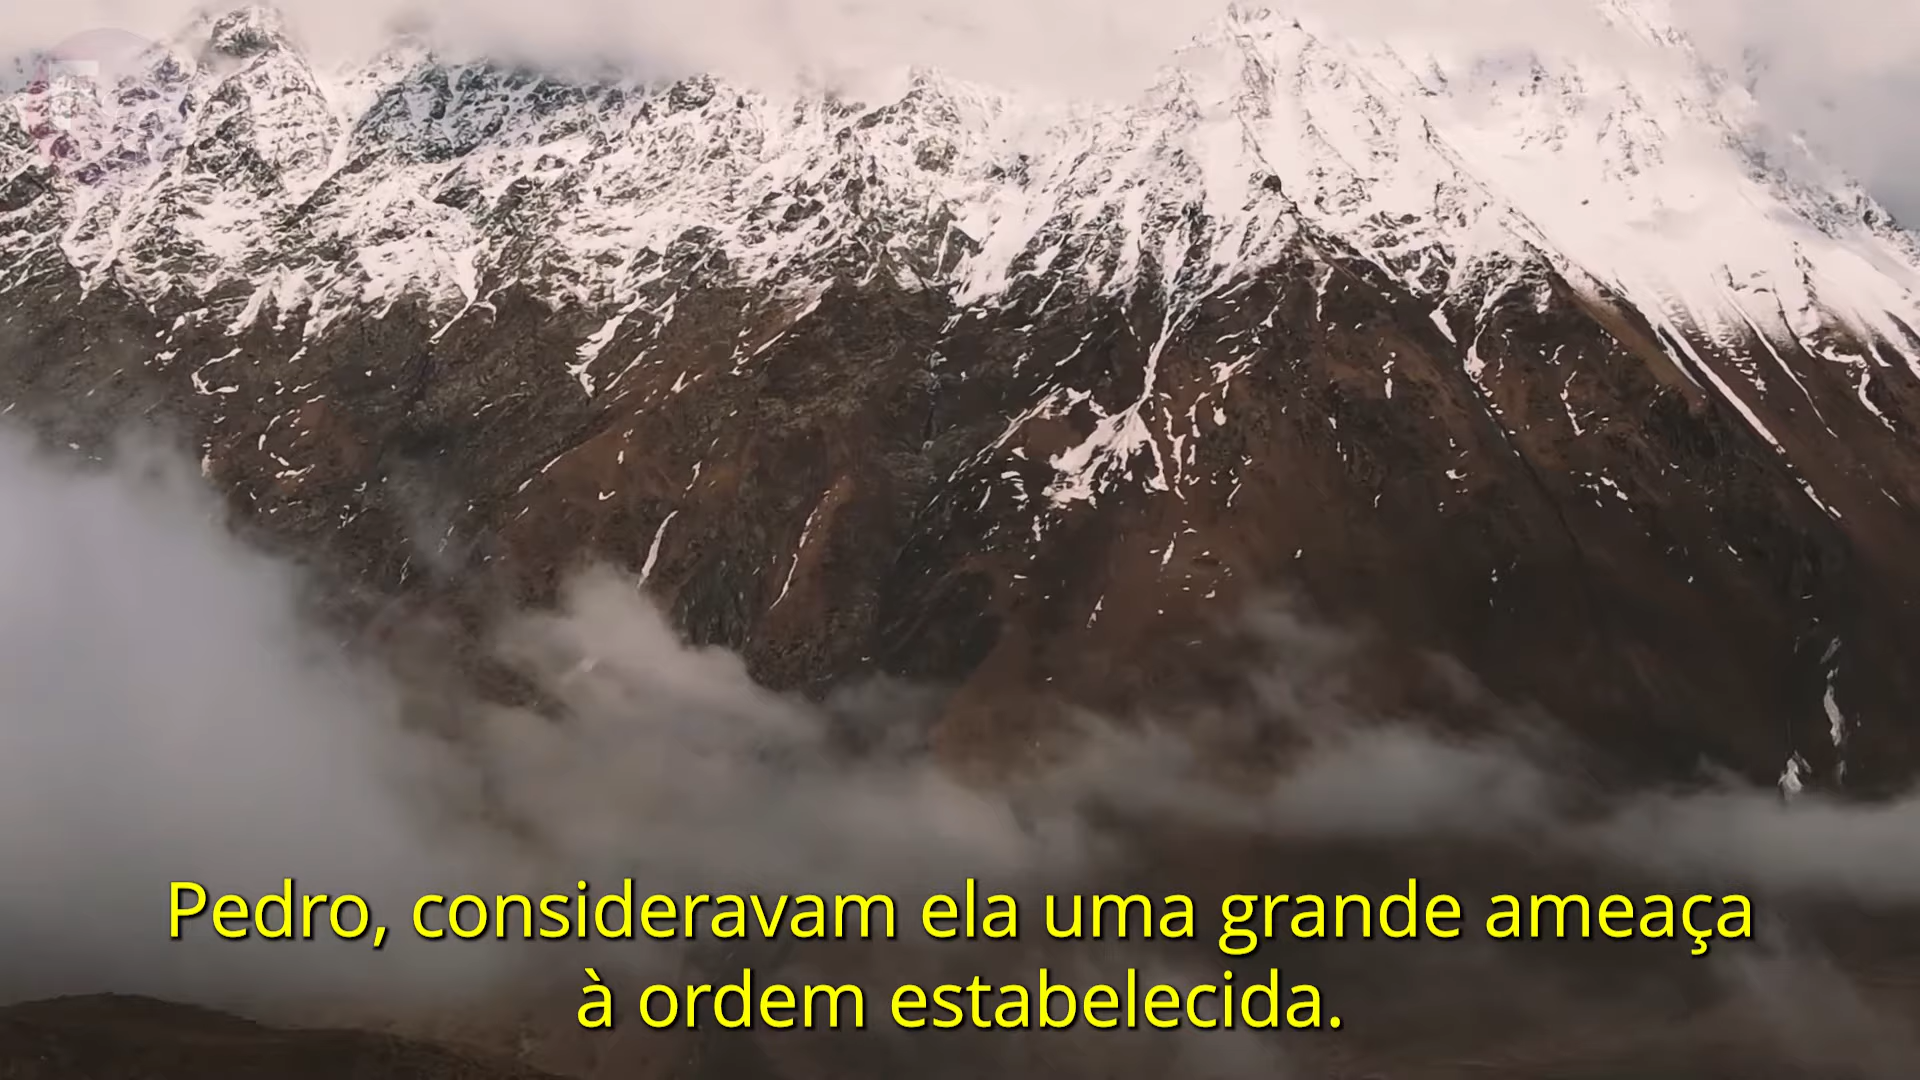 Pedro, consideravam ela uma grande ameaça
à ordem estabelecida.